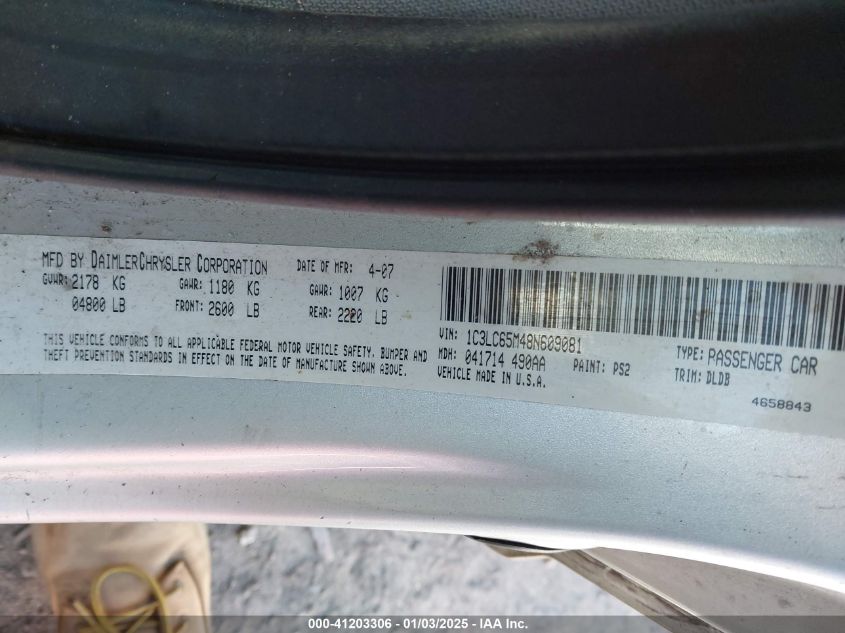 MFD BY DAIMLERCHRYSLER CORPORATION DATE OF MFR: 4-07
GVWR: 2178 KG GAWR: 1180 KG GAWR: 1007 KG
04800 LB FRONT: 2600 LB REAR: 2220 LB
THIS VEHICLE CONFORMS TO ALL APPLICABLE FEDERAL MOTOR VEHICLE SAFETY, BUMPER AND
THEFT PREVENTION STANDARDS IN EFFECT ON THE DATE OF MANUFACTURE SHOWN ABOVE.
VIN: 1C3LC65M48N609081 TYPE: PASSENGER CAR
MDH: 041714 490AA PAINT: PS2 TRIM: DLDB
VEHICLE MADE IN U.S.A.
4658843
000-41203306 - 01/03/2025 - IAA Inc.